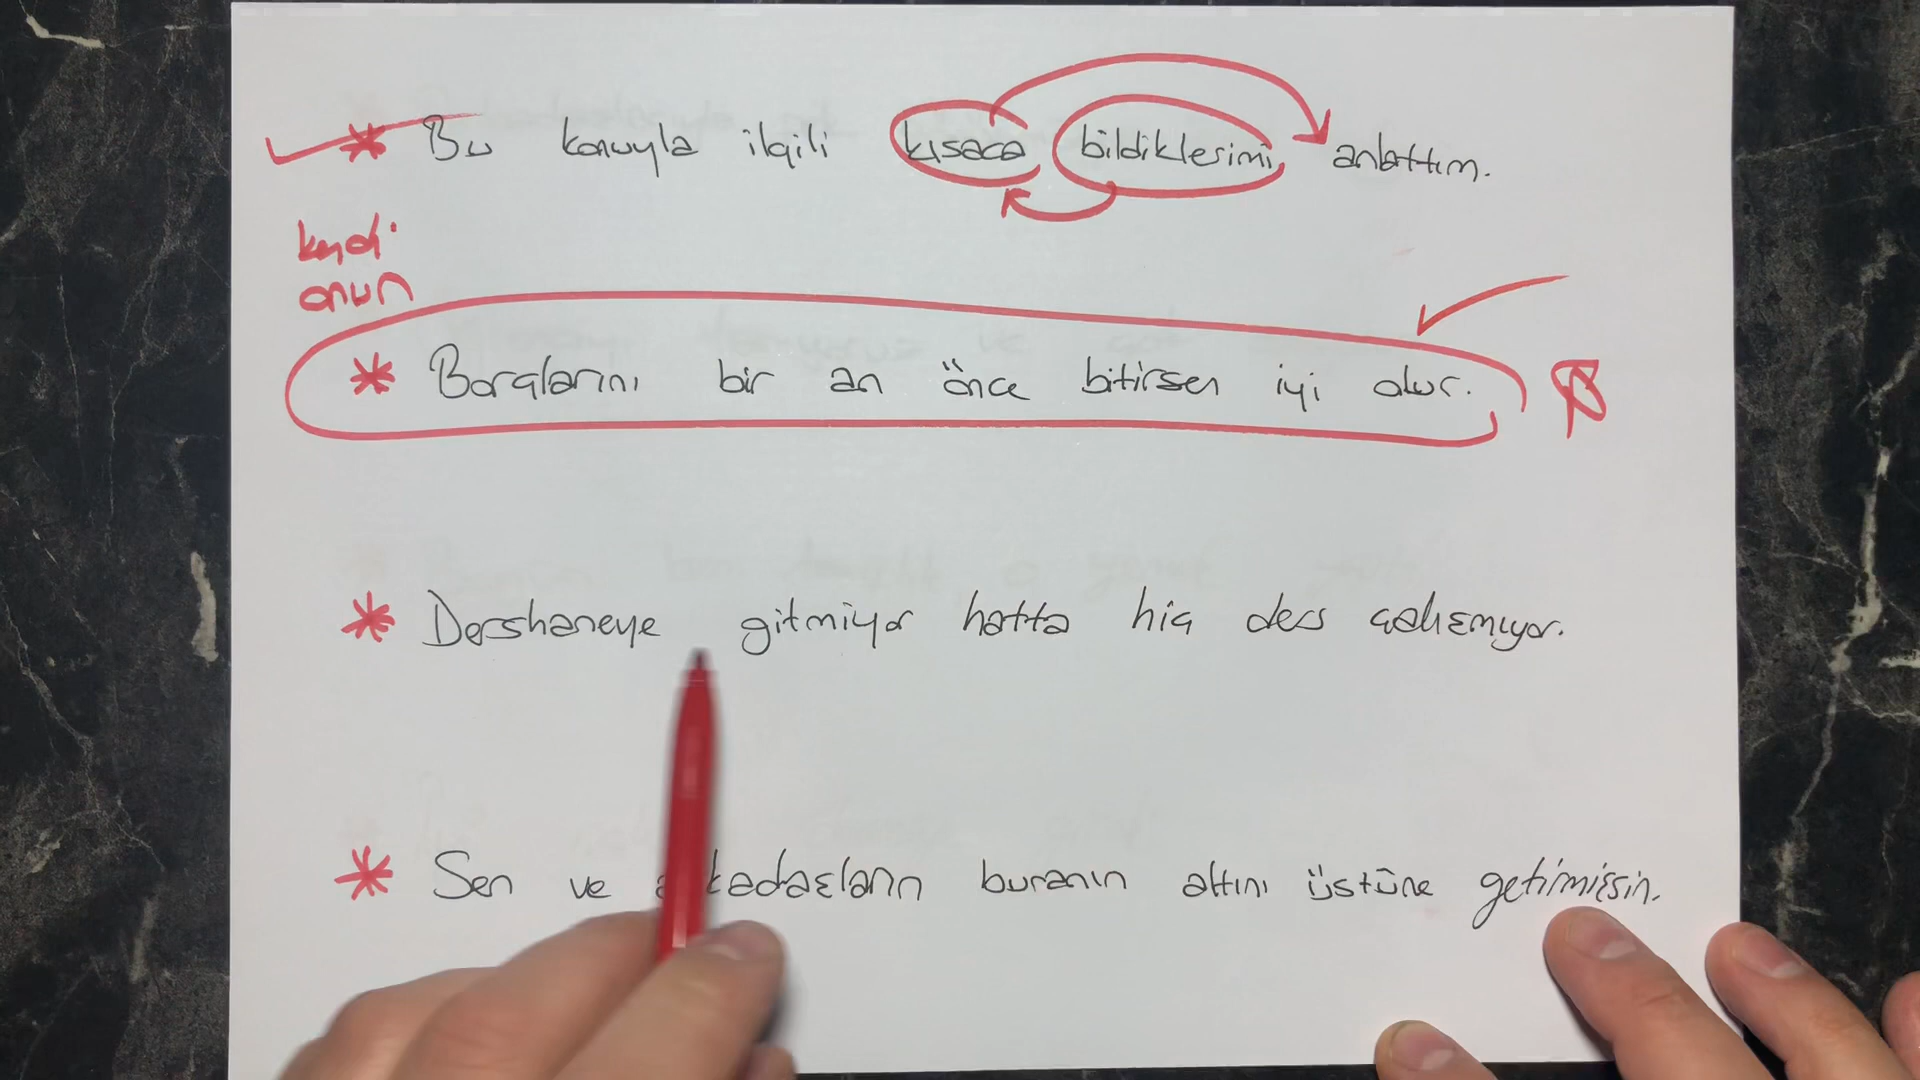 * Bu konuyla ilgili kısaca bildiklerimi anlattım.
kendi
onun
* Borçlarını bir an önce bitirsen iyi olur.
* Dershaneye gitmiyor hatta hiç ders çalışmıyor.
* Sen ve arkadaşların buranın altını üstüne getirmişsin.